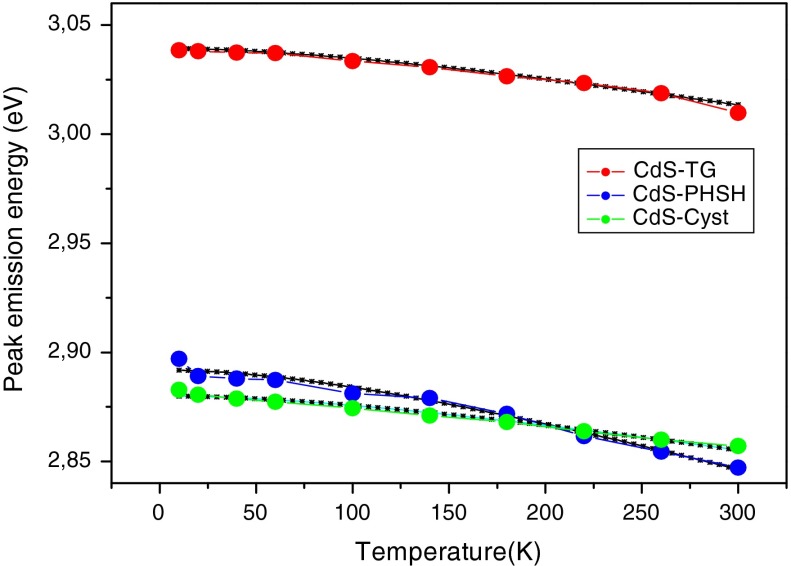 Peak emission energy (eV)
3,05
3,00
2,95
2,90
2,85
CdS-TG
CdS-PHSH
CdS-Cyst
0 50 100 150 200 250 300
Temperature(K)